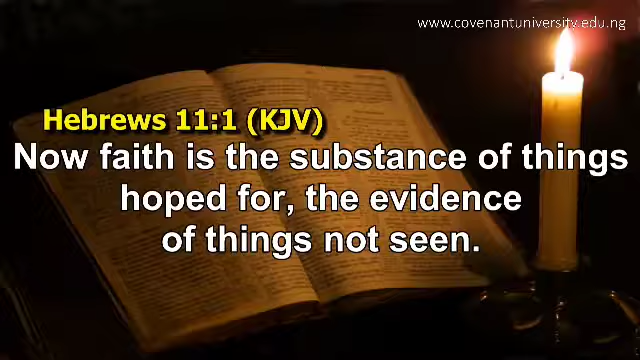 www.covenantuniversity.edu.ng
Hebrews 11:1 (KJV)
Now faith is the substance of things
hoped for, the evidence
of things not seen.